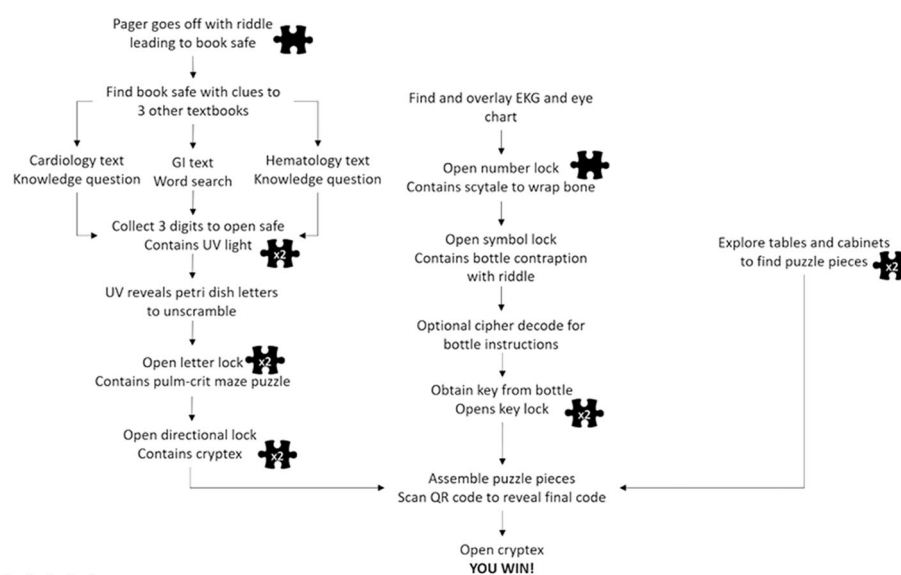 Pager goes off with riddle
leading to book safe
Find book safe with clues to
3 other textbooks
Cardiology text
Knowledge question
GI text
Word search
Hematology text
Knowledge question
Collect 3 digits to open safe
Contains UV light
x2
UV reveals petri dish letters
to unscramble
Open letter lock
x2
Contains pulm-crit maze puzzle
Open directional lock
Contains cryptex
x2
Find and overlay EKG and eye
chart
Open number lock
Contains scytale to wrap bone
Open symbol lock
Contains bottle contraption
with riddle
Optional cipher decode for
bottle instructions
Obtain key from bottle
Opens key lock
x2
Explore tables and cabinets
to find puzzle pieces
x2
Assemble puzzle pieces
Scan QR code to reveal final code
Open cryptex
YOU WIN!